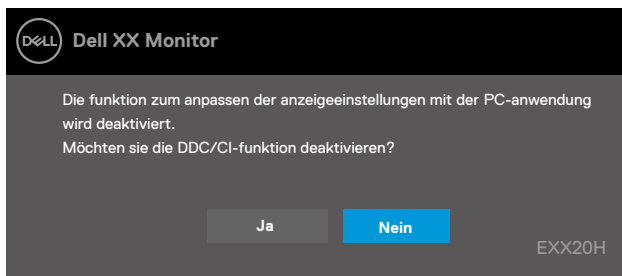 DELL Dell XX Monitor
Die funktion zum anpassen der anzeigeeinstellungen mit der PC-anwendung
wird deaktiviert.
Möchten sie die DDC/CI-funktion deaktivieren?
Ja Nein
EXX20H